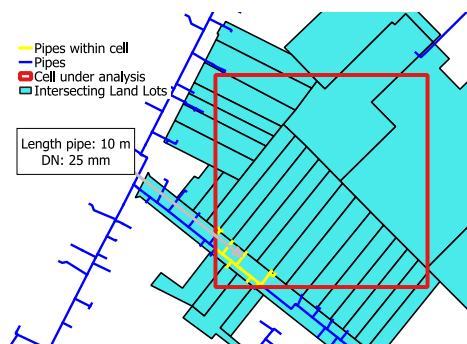 Pipes within cell
Pipes
Cell under analysis
Intersecting Land Lots
Length pipe: 10 m
DN: 25 mm